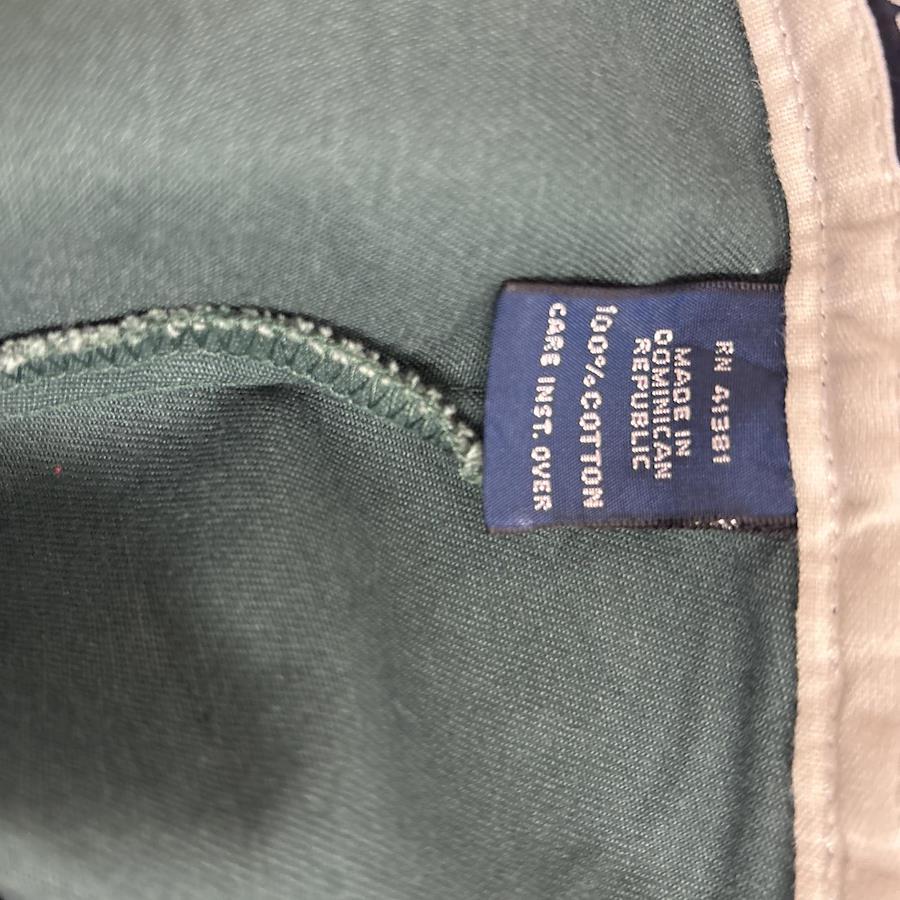 RN 41381
MADE IN
DOMINICAN
REPUBLIC
100% COTTON
CARE INST. OVER